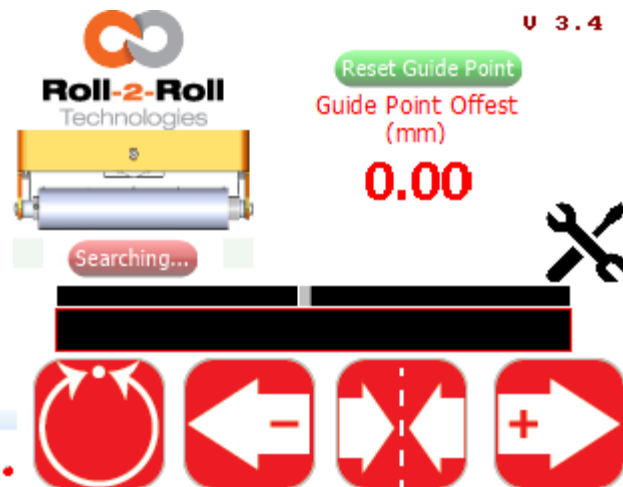 V 3.4
Roll-2-Roll
Technologies
Reset Guide Point
Guide Point Offest
(mm)
0.00
Searching...
-
+